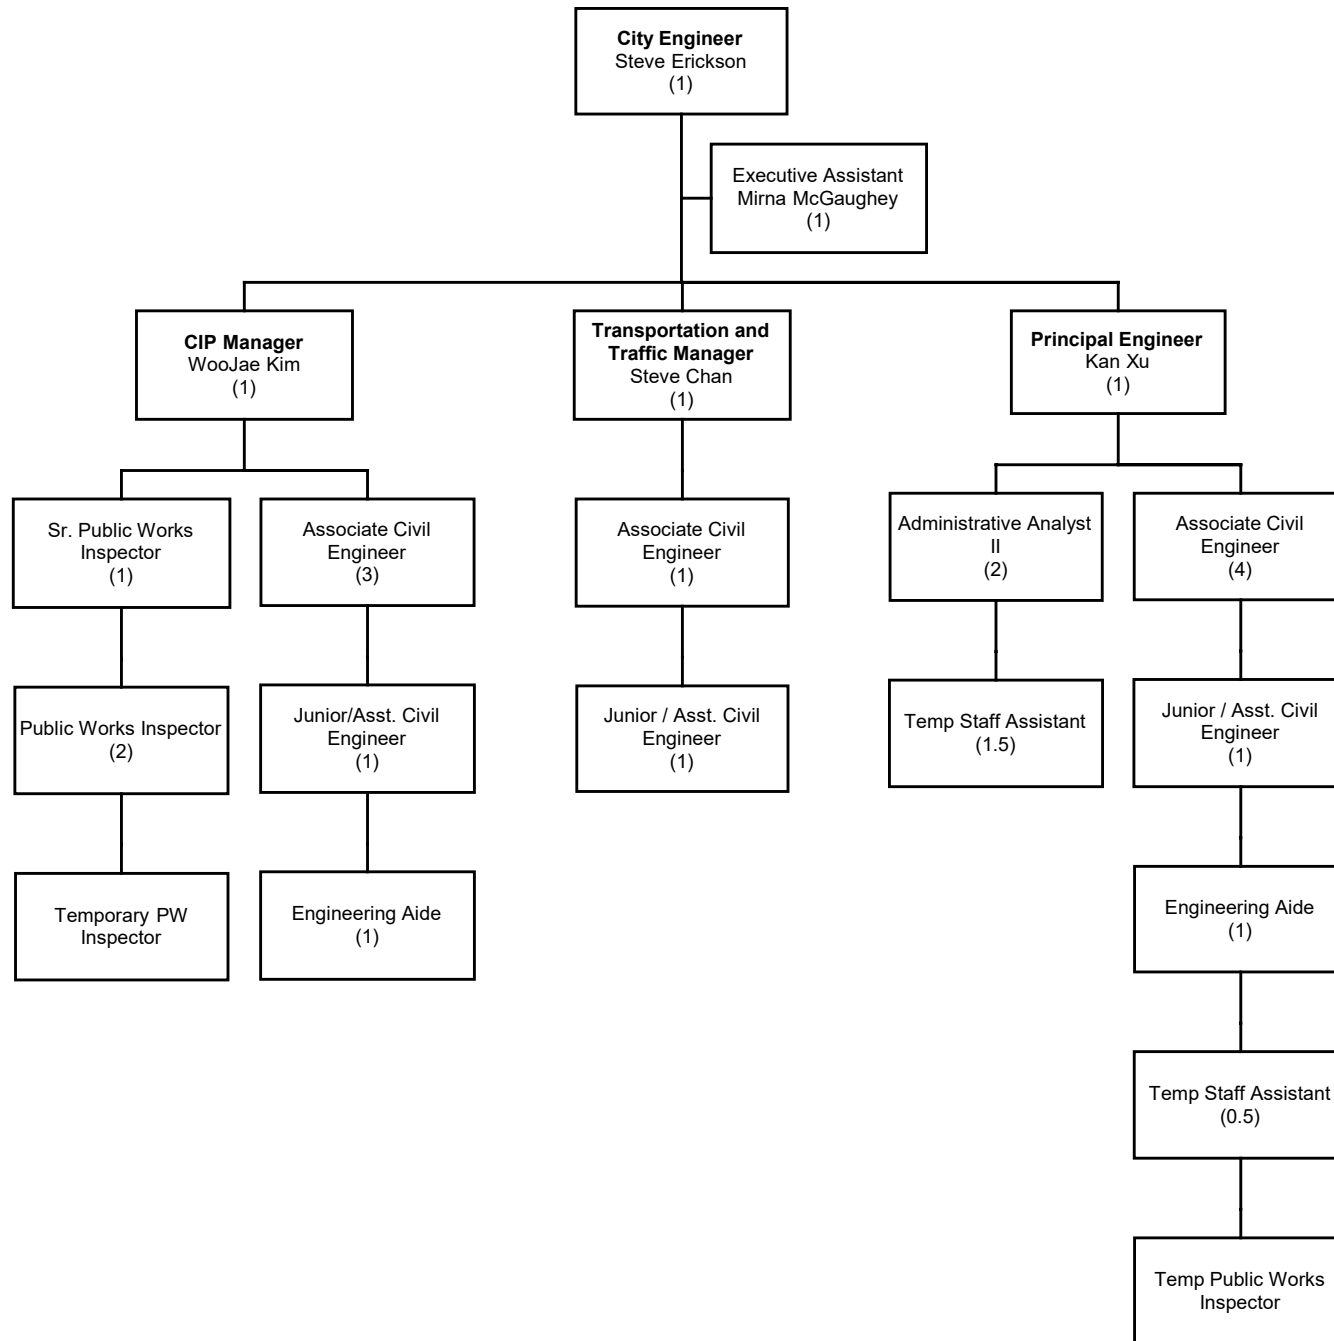 City Engineer
Steve Erickson
(1)
Executive Assistant
Mirna McGaughey
(1)
CIP Manager
WooJae Kim
(1)
Transportation and
Traffic Manager
Steve Chan
(1)
Principal Engineer
Kan Xu
(1)
Sr. Public Works
Inspector
(1)
Associate Civil
Engineer
(3)
Associate Civil
Engineer
(1)
Administrative Analyst
II
(2)
Associate Civil
Engineer
(4)
Public Works Inspector
(2)
Junior/Asst. Civil
Engineer
(1)
Junior / Asst. Civil
Engineer
(1)
Temp Staff Assistant
(1.5)
Junior / Asst. Civil
Engineer
(1)
Temporary PW
Inspector
Engineering Aide
(1)
Engineering Aide
(1)
Temp Staff Assistant
(0.5)
Temp Public Works
Inspector